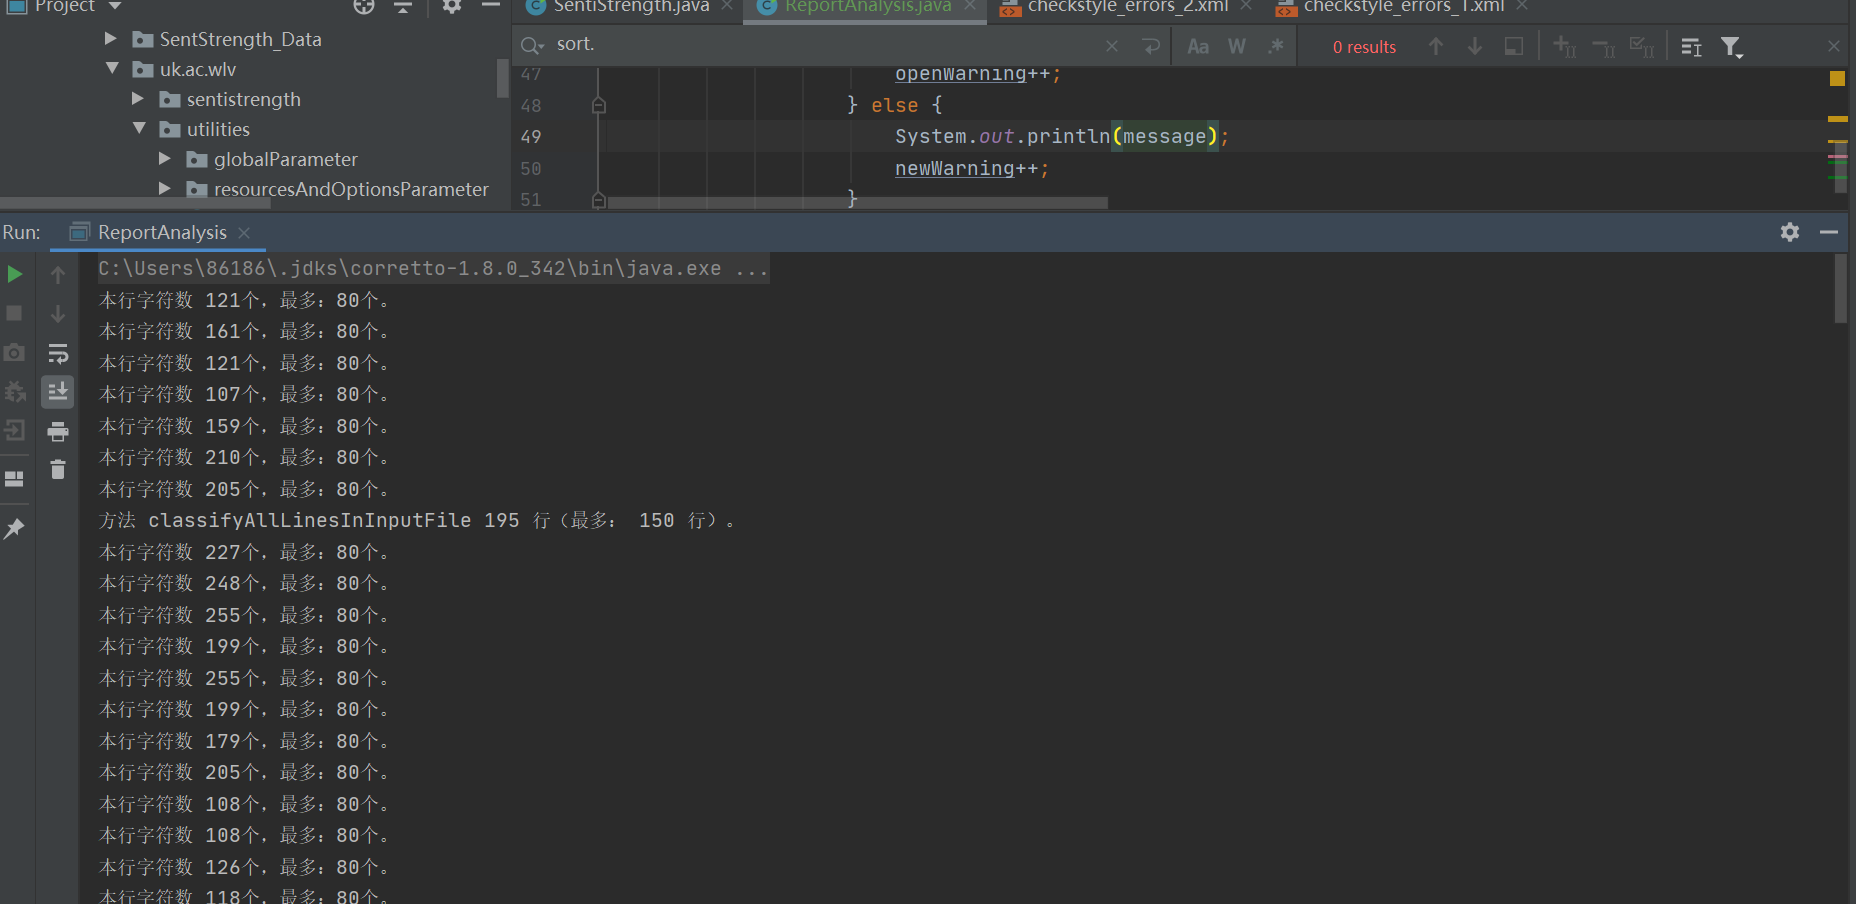 Project
SentiStrength.java
ReportAnalysis.java
checkstyle_errors_2.xml
checkstyle_errors_1.xml
SentStrength_Data
uk.ac.wlv
sentistrength
utilities
globalParameter
resourcesAndOptionsParameter
sort.
Aa W .*
0 results
47 openWarning++;
48 } else {
49 System.out.println(message);
50 newWarning++;
51 }
Run: ReportAnalysis
C:\Users\86186\.jdks\corretto-1.8.0_342\bin\java.exe ...
本行字符数 121个，最多：80个。
本行字符数 161个，最多：80个。
本行字符数 121个，最多：80个。
本行字符数 107个，最多：80个。
本行字符数 159个，最多：80个。
本行字符数 210个，最多：80个。
本行字符数 205个，最多：80个。
方法 classifyAllLinesInInputFile 195 行（最多： 150 行）。
本行字符数 227个，最多：80个。
本行字符数 248个，最多：80个。
本行字符数 255个，最多：80个。
本行字符数 199个，最多：80个。
本行字符数 255个，最多：80个。
本行字符数 199个，最多：80个。
本行字符数 179个，最多：80个。
本行字符数 205个，最多：80个。
本行字符数 108个，最多：80个。
本行字符数 108个，最多：80个。
本行字符数 126个，最多：80个。
本行字符数 118个，最多：80个。